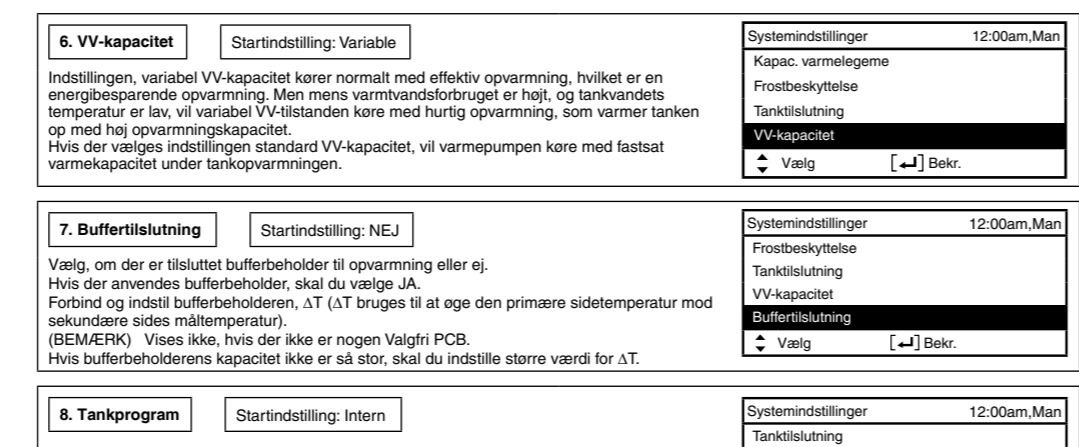 6. VV-kapacitet
Startindstilling: Variable
Indstillingen, variabel VV-kapacitet kører normalt med effektiv opvarmning, hvilket er en
energibesparende opvarmning. Men mens varmtvandsforbruget er højt, og tankvandets
temperatur er lav, vil variabel VV-tilstanden køre med hurtig opvarmning, som varmer tanken
op med høj opvarmningskapacitet.
Hvis der vælges indstillingen standard VV-kapacitet, vil varmepumpen køre med fastsat
varmekapacitet under tankopvarmningen.
Systemindstillinger 12:00am,Man
Kapac. varmelegeme
Frostbeskyttelse
Tanktilslutning
VV-kapacitet
Vælg [↵] Bekr.
7. Buffertilslutning
Startindstilling: NEJ
Vælg, om der er tilsluttet bufferbeholder til opvarmning eller ej.
Hvis der anvendes bufferbeholder, skal du vælge JA.
Forbind og indstil bufferbeholderen, ∆T (∆T bruges til at øge den primære sidetemperatur mod
sekundære sides måltemperatur).
(BEMÆRK) Vises ikke, hvis der ikke er nogen Valgfri PCB.
Hvis bufferbeholderens kapacitet ikke er så stor, skal du indstille større værdi for ∆T.
Systemindstillinger 12:00am,Man
Frostbeskyttelse
Tanktilslutning
VV-kapacitet
Buffertilslutning
Vælg [↵] Bekr.
8. Tankprogram
Startindstilling: Intern
Systemindstillinger 12:00am,Man
Tanktilslutning